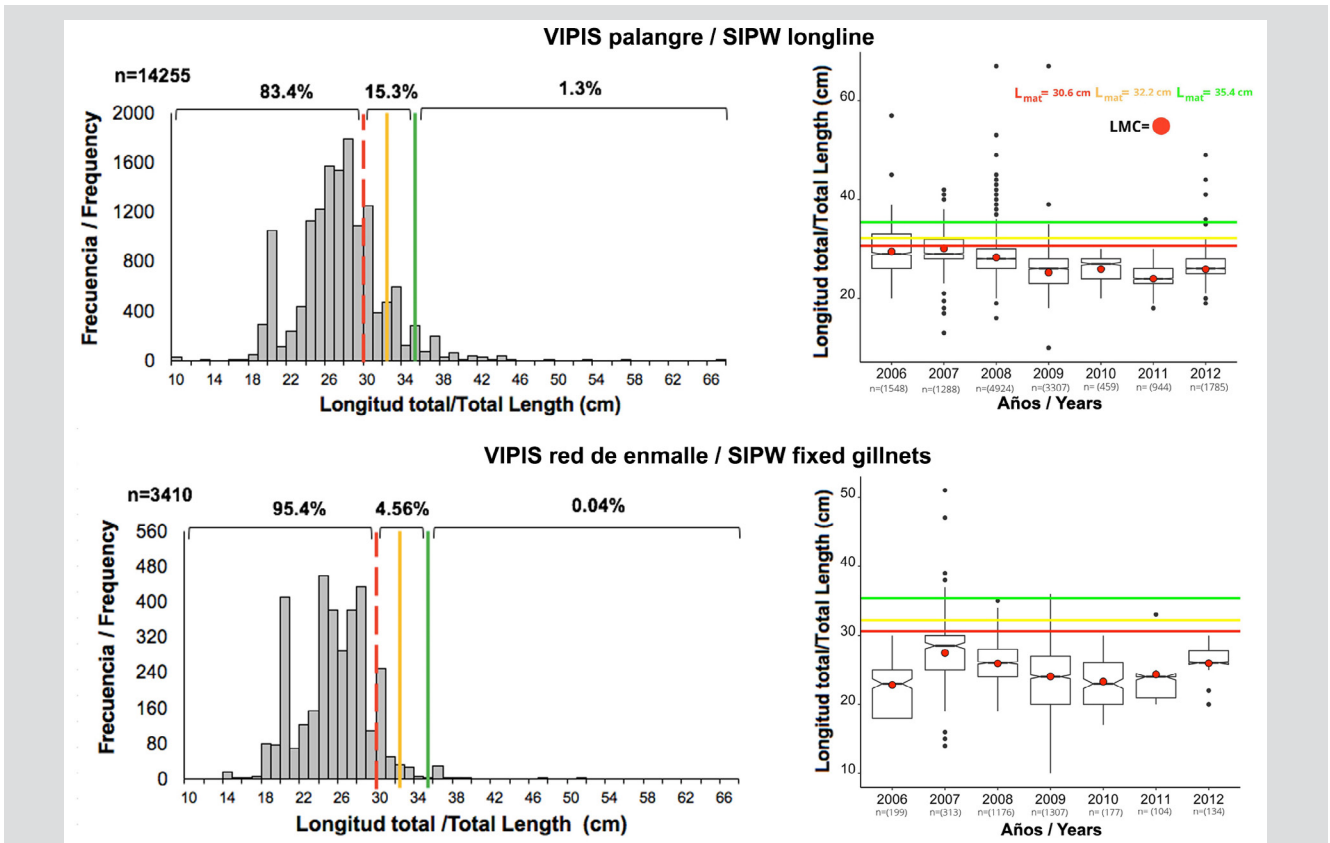 VIPIS palangre / SIPW longline
n=14255
83.4% 15.3% 1.3%
Frecuencia / Frequency
2000
1600
1200
800
400
0
10 14 18 22 26 30 34 38 42 46 50 54 58 62 66
Longitud total/Total Length (cm)
Longitud total/Total Length (cm)
60
40
20
Lmat= 30.6 cm Lmat= 32.2 cm Lmat= 35.4 cm
LMC=
2006 2007 2008 2009 2010 2011 2012
n=(1548) n=(1288) n=(4924) n=(3307) n= (459) n= (944) n=(1785)
Años / Years
VIPIS red de enmalle / SIPW fixed gillnets
n=3410
95.4% 4.56% 0.04%
Frecuencia / Frequency
560
480
400
320
240
160
80
0
10 14 18 22 26 30 34 38 42 46 50 54 58 62 66
Longitud total /Total Length (cm)
Longitud total/Total Length (cm)
50
40
30
20
10
2006 2007 2008 2009 2010 2011 2012
n=(199) n=(313) n=(1176) n=(1307) n=(177) n= (104) n=(134)
Años / Years